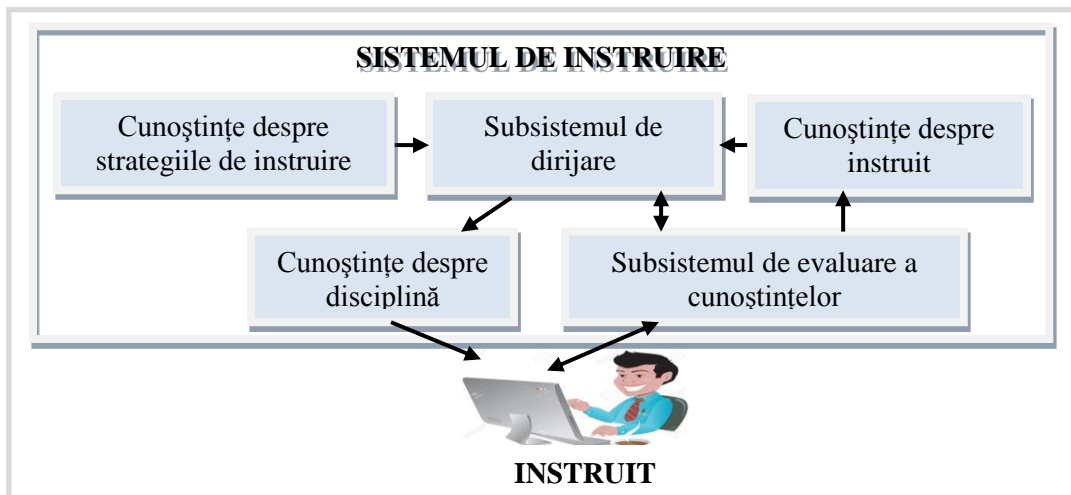 SISTEMUL DE INSTRUIRE
Cunoştinţe despre
strategiile de instruire
Subsistemul de
dirijare
Cunoştinţe despre
instruit
Cunoştinţe despre
disciplină
Subsistemul de evaluare a
cunoştinţelor
INSTRUIT